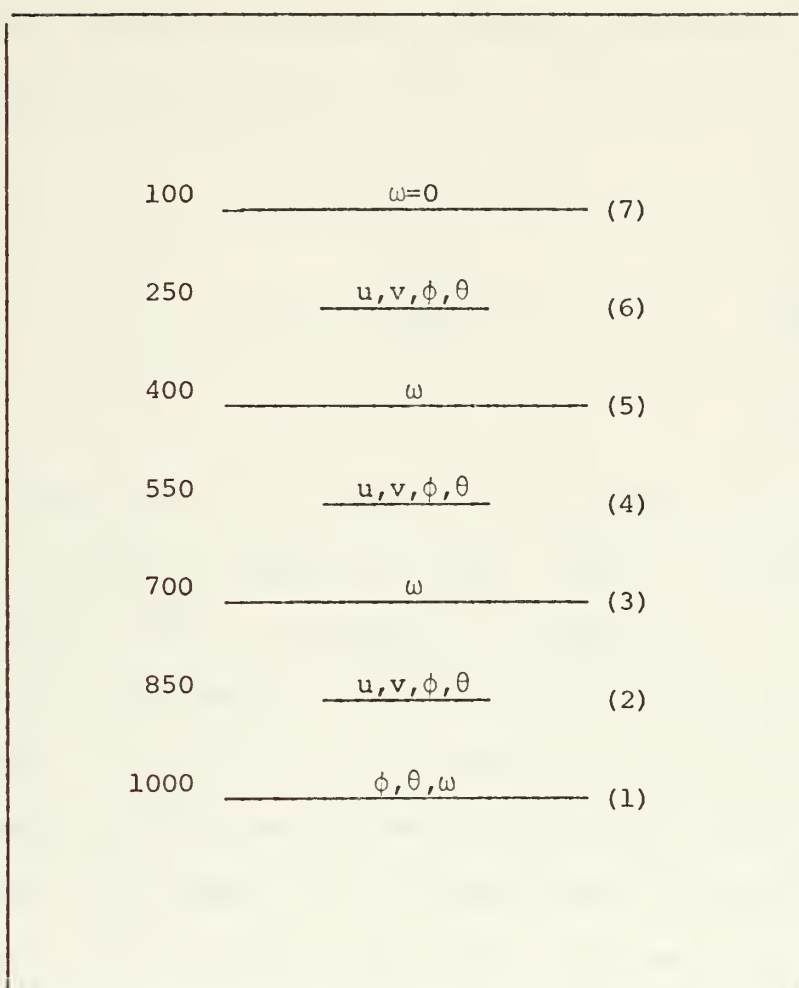 100 ω=0 (7)
250 u,v,ϕ,θ (6)
400 ω (5)
550 u,v,ϕ,θ (4)
700 ω (3)
850 u,v,ϕ,θ (2)
1000 ϕ,θ,ω (1)